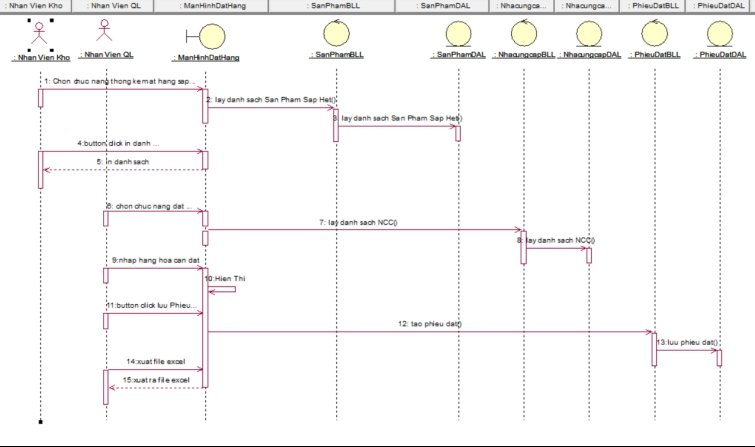 : Nhan Vien Kho
: Nhan Vien QL
: ManHinhDatHang
: SanPhamBLL
: SanPhamDAL
: Nhacungca...
: Nhacungca...
: PhieuDatBLL
: PhieuDatDAL
: Nhan Vien Kho
: Nhan Vien QL
: ManHinhDatHang
: SanPhamBLL
: SanPhamDAL
: NhacungcapBLL
: NhacungcapDAL
: PhieuDatBLL
: PhieuDatDAL
1: Chon chuc nang thong ke mat hang sap...
2: lay danh sach San Pham Sap Het()
3: lay danh sach San Pham Sap Het()
4:button click in danh ...
5: in danh sach
6: chon chuc nang dat ...
7: lay danh sach NCC()
8: lay danh sach NCC()
9:nhap hang hoa can dat
10:Hien Thi
11:button click luu Phieu...
12: tao phieu dat()
13:luu phieu dat()
14:xuat file excel
15:xuat ra file excel